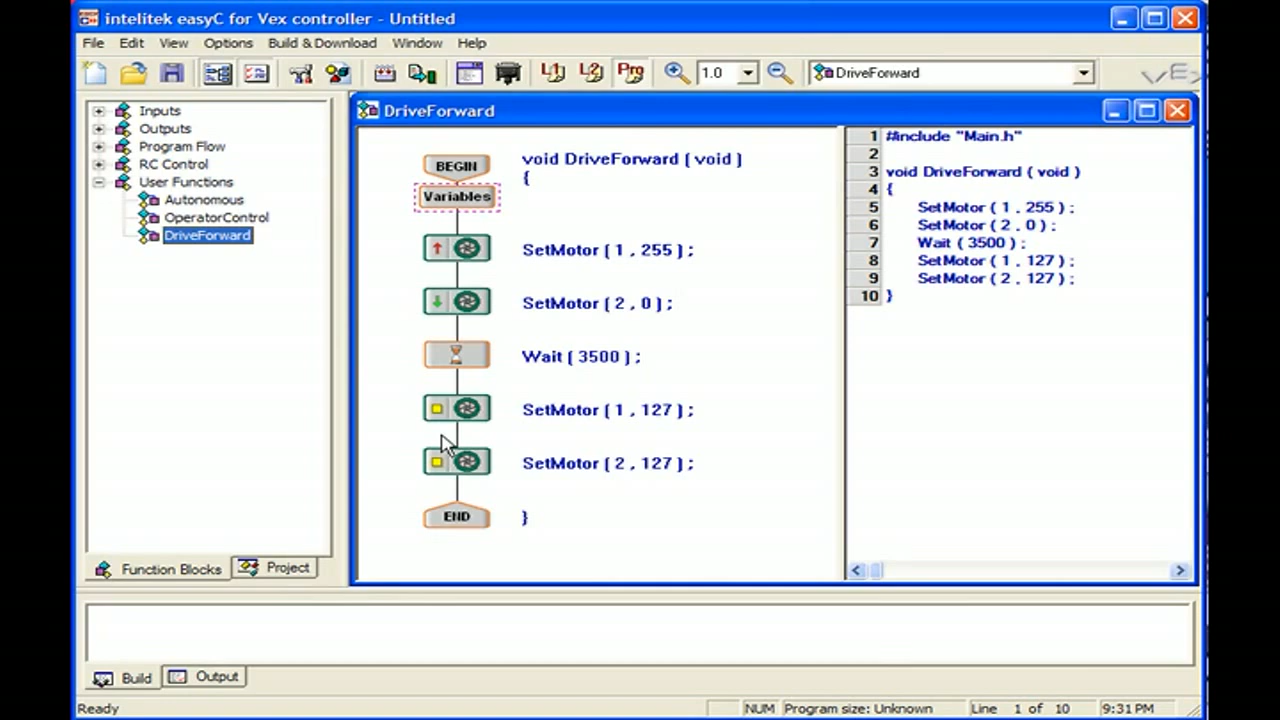 intelitek easyC for Vex controller - Untitled
File Edit View Options Build & Download Window Help
L1 L2 Prg 1.0 DriveForward
Inputs
Outputs
Program Flow
RC Control
User Functions
Autonomous
OperatorControl
DriveForward
Function Blocks Project
DriveForward
BEGIN void DriveForward ( void )
{
Variables
SetMotor ( 1 , 255 ) ;
SetMotor ( 2 , 0 ) ;
Wait ( 3500 ) ;
SetMotor ( 1 , 127 ) ;
SetMotor ( 2 , 127 ) ;
END }
1 #include "Main.h"
2
3 void DriveForward ( void )
4 {
5 SetMotor ( 1 , 255 ) ;
6 SetMotor ( 2 , 0 ) ;
7 Wait ( 3500 ) ;
8 SetMotor ( 1 , 127 ) ;
9 SetMotor ( 2 , 127 ) ;
10 }
Build Output
Ready NUM Program size: Unknown Line 1 of 10 9:31 PM